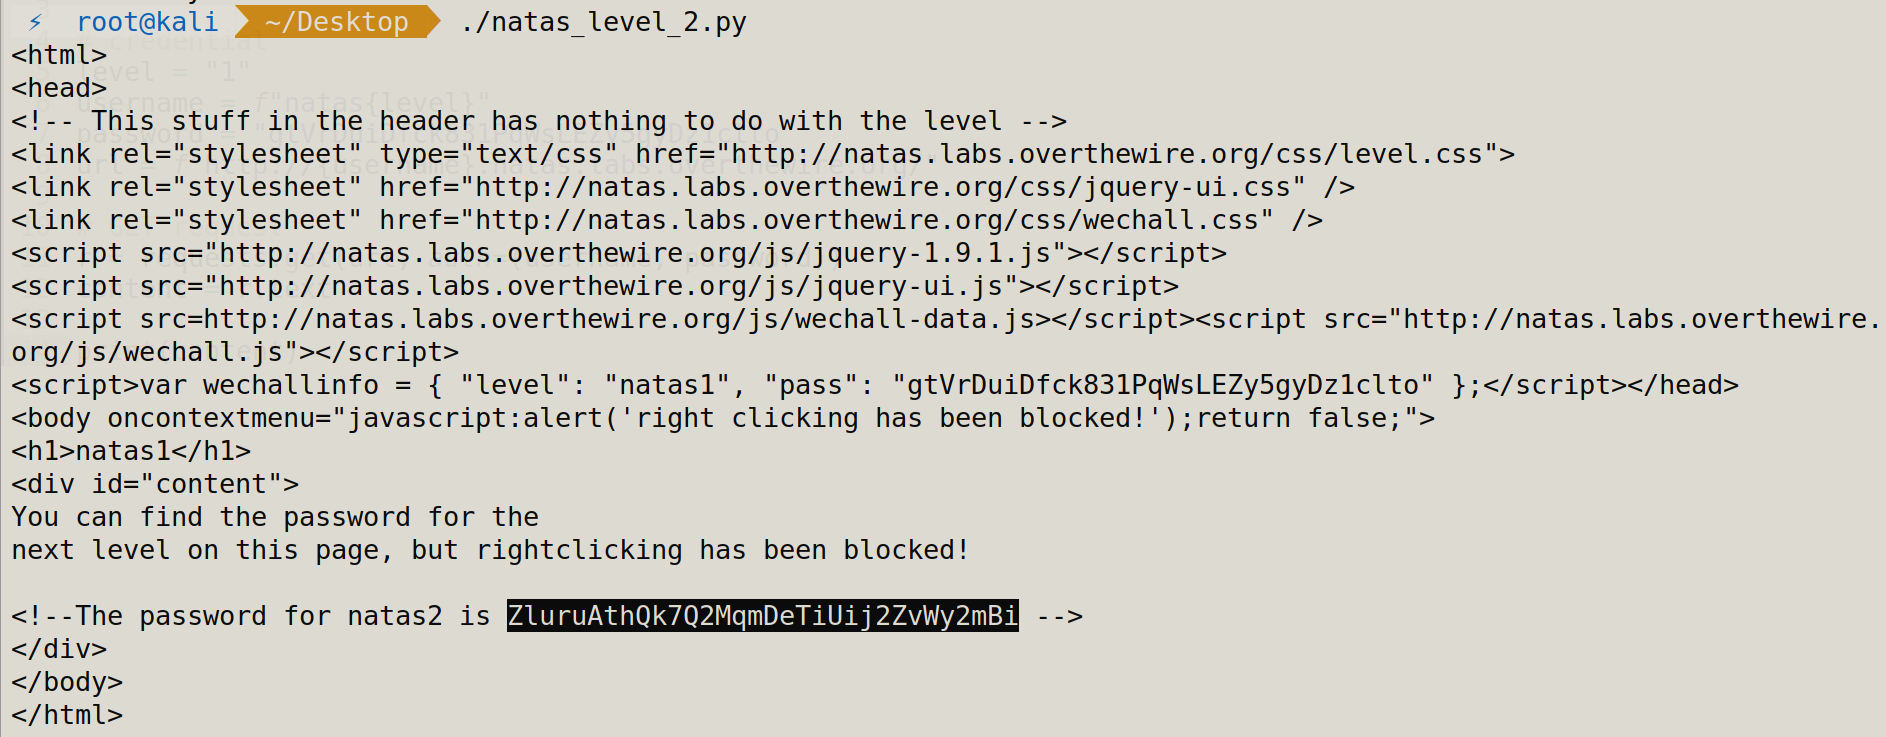 ⚡ root@kali ~/Desktop ./natas_level_2.py
<html>
<head>
<!-- This stuff in the header has nothing to do with the level -->
<link rel="stylesheet" type="text/css" href="http://natas.labs.overthewire.org/css/level.css">
<link rel="stylesheet" href="http://natas.labs.overthewire.org/css/jquery-ui.css" />
<link rel="stylesheet" href="http://natas.labs.overthewire.org/css/wechall.css" />
<script src="http://natas.labs.overthewire.org/js/jquery-1.9.1.js"></script>
<script src="http://natas.labs.overthewire.org/js/jquery-ui.js"></script>
<script src=http://natas.labs.overthewire.org/js/wechall-data.js></script><script src="http://natas.labs.overthewire.
org/js/wechall.js"></script>
<script>var wechallinfo = { "level": "natas1", "pass": "gtVrDuiDfck831PqWsLEZy5gyDz1clto" };</script></head>
<body oncontextmenu="javascript:alert('right clicking has been blocked!');return false;">
<h1>natas1</h1>
<div id="content">
You can find the password for the
next level on this page, but rightclicking has been blocked!

<!--The password for natas2 is ZluruAthQk7Q2MqmDeTiUij2ZvWy2mBi -->
</div>
</body>
</html>